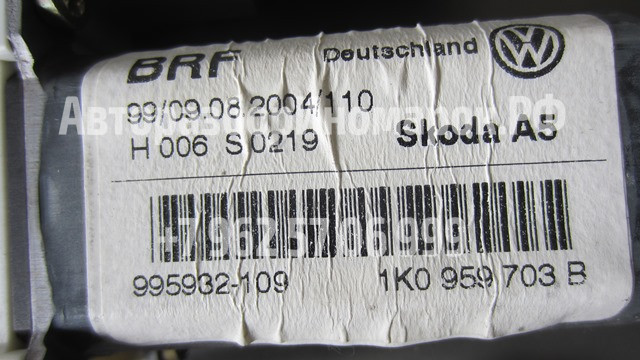 BRF Deutschland
99/09.08.2004/110
H 006 S 0219 Skoda A5
995932-109 1K0 959 703 B